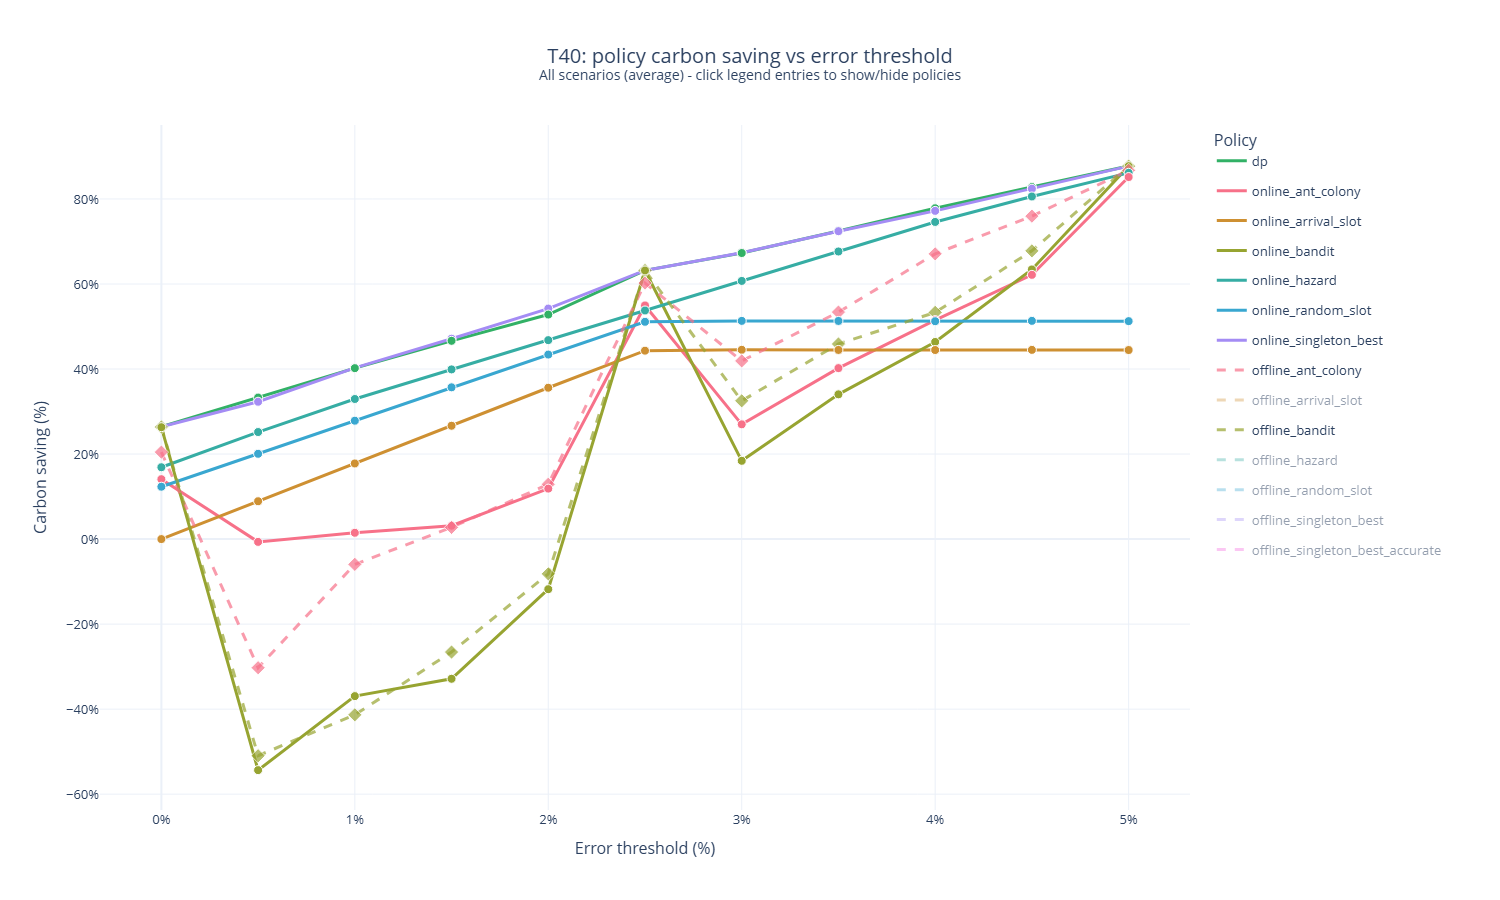 T40: policy carbon saving vs error threshold
All scenarios (average) - click legend entries to show/hide policies
Policy
dp
online_ant_colony
online_arrival_slot
online_bandit
online_hazard
online_random_slot
online_singleton_best
offline_ant_colony
offline_arrival_slot
offline_bandit
offline_hazard
offline_random_slot
offline_singleton_best
offline_singleton_best_accurate
Carbon saving (%)
80%
60%
40%
20%
0%
−20%
−40%
−60%
0% 1% 2% 3% 4% 5%
Error threshold (%)